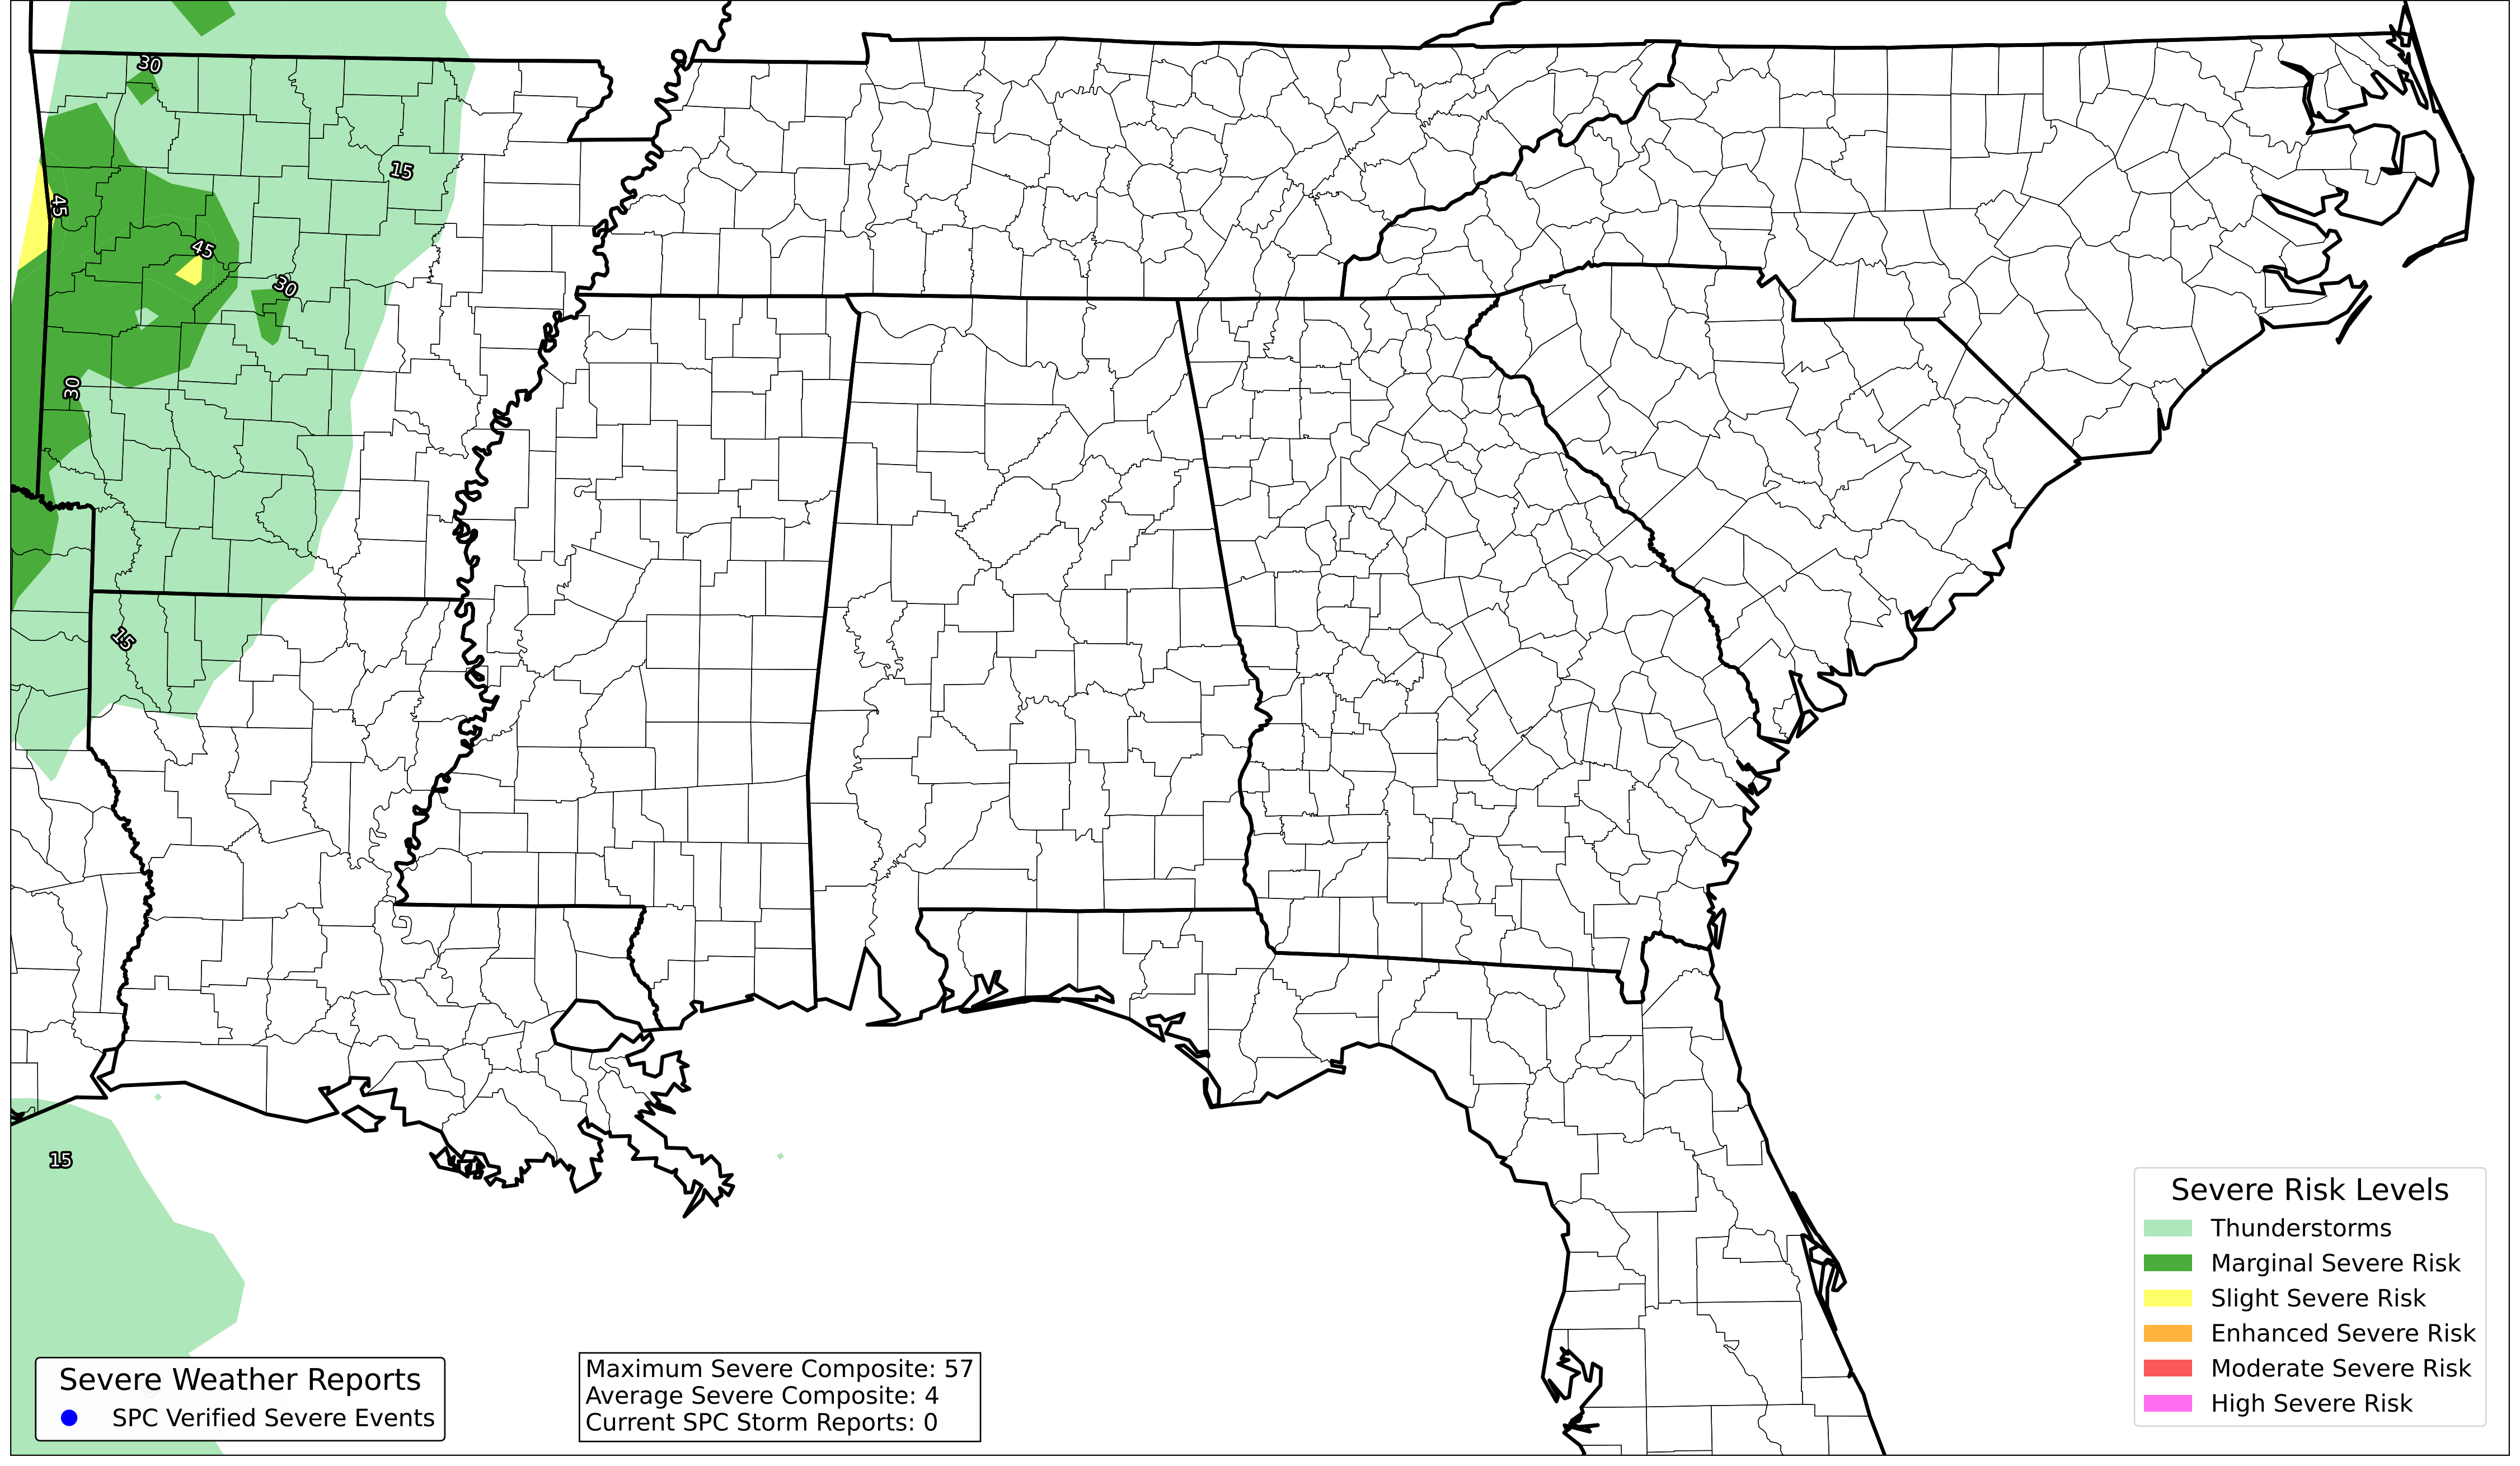 30
15
45
45
30
30
15
15
Severe Risk Levels
Thunderstorms
Marginal Severe Risk
Slight Severe Risk
Enhanced Severe Risk
Moderate Severe Risk
High Severe Risk
Severe Weather Reports
SPC Verified Severe Events
Maximum Severe Composite: 57
Average Severe Composite: 4
Current SPC Storm Reports: 0